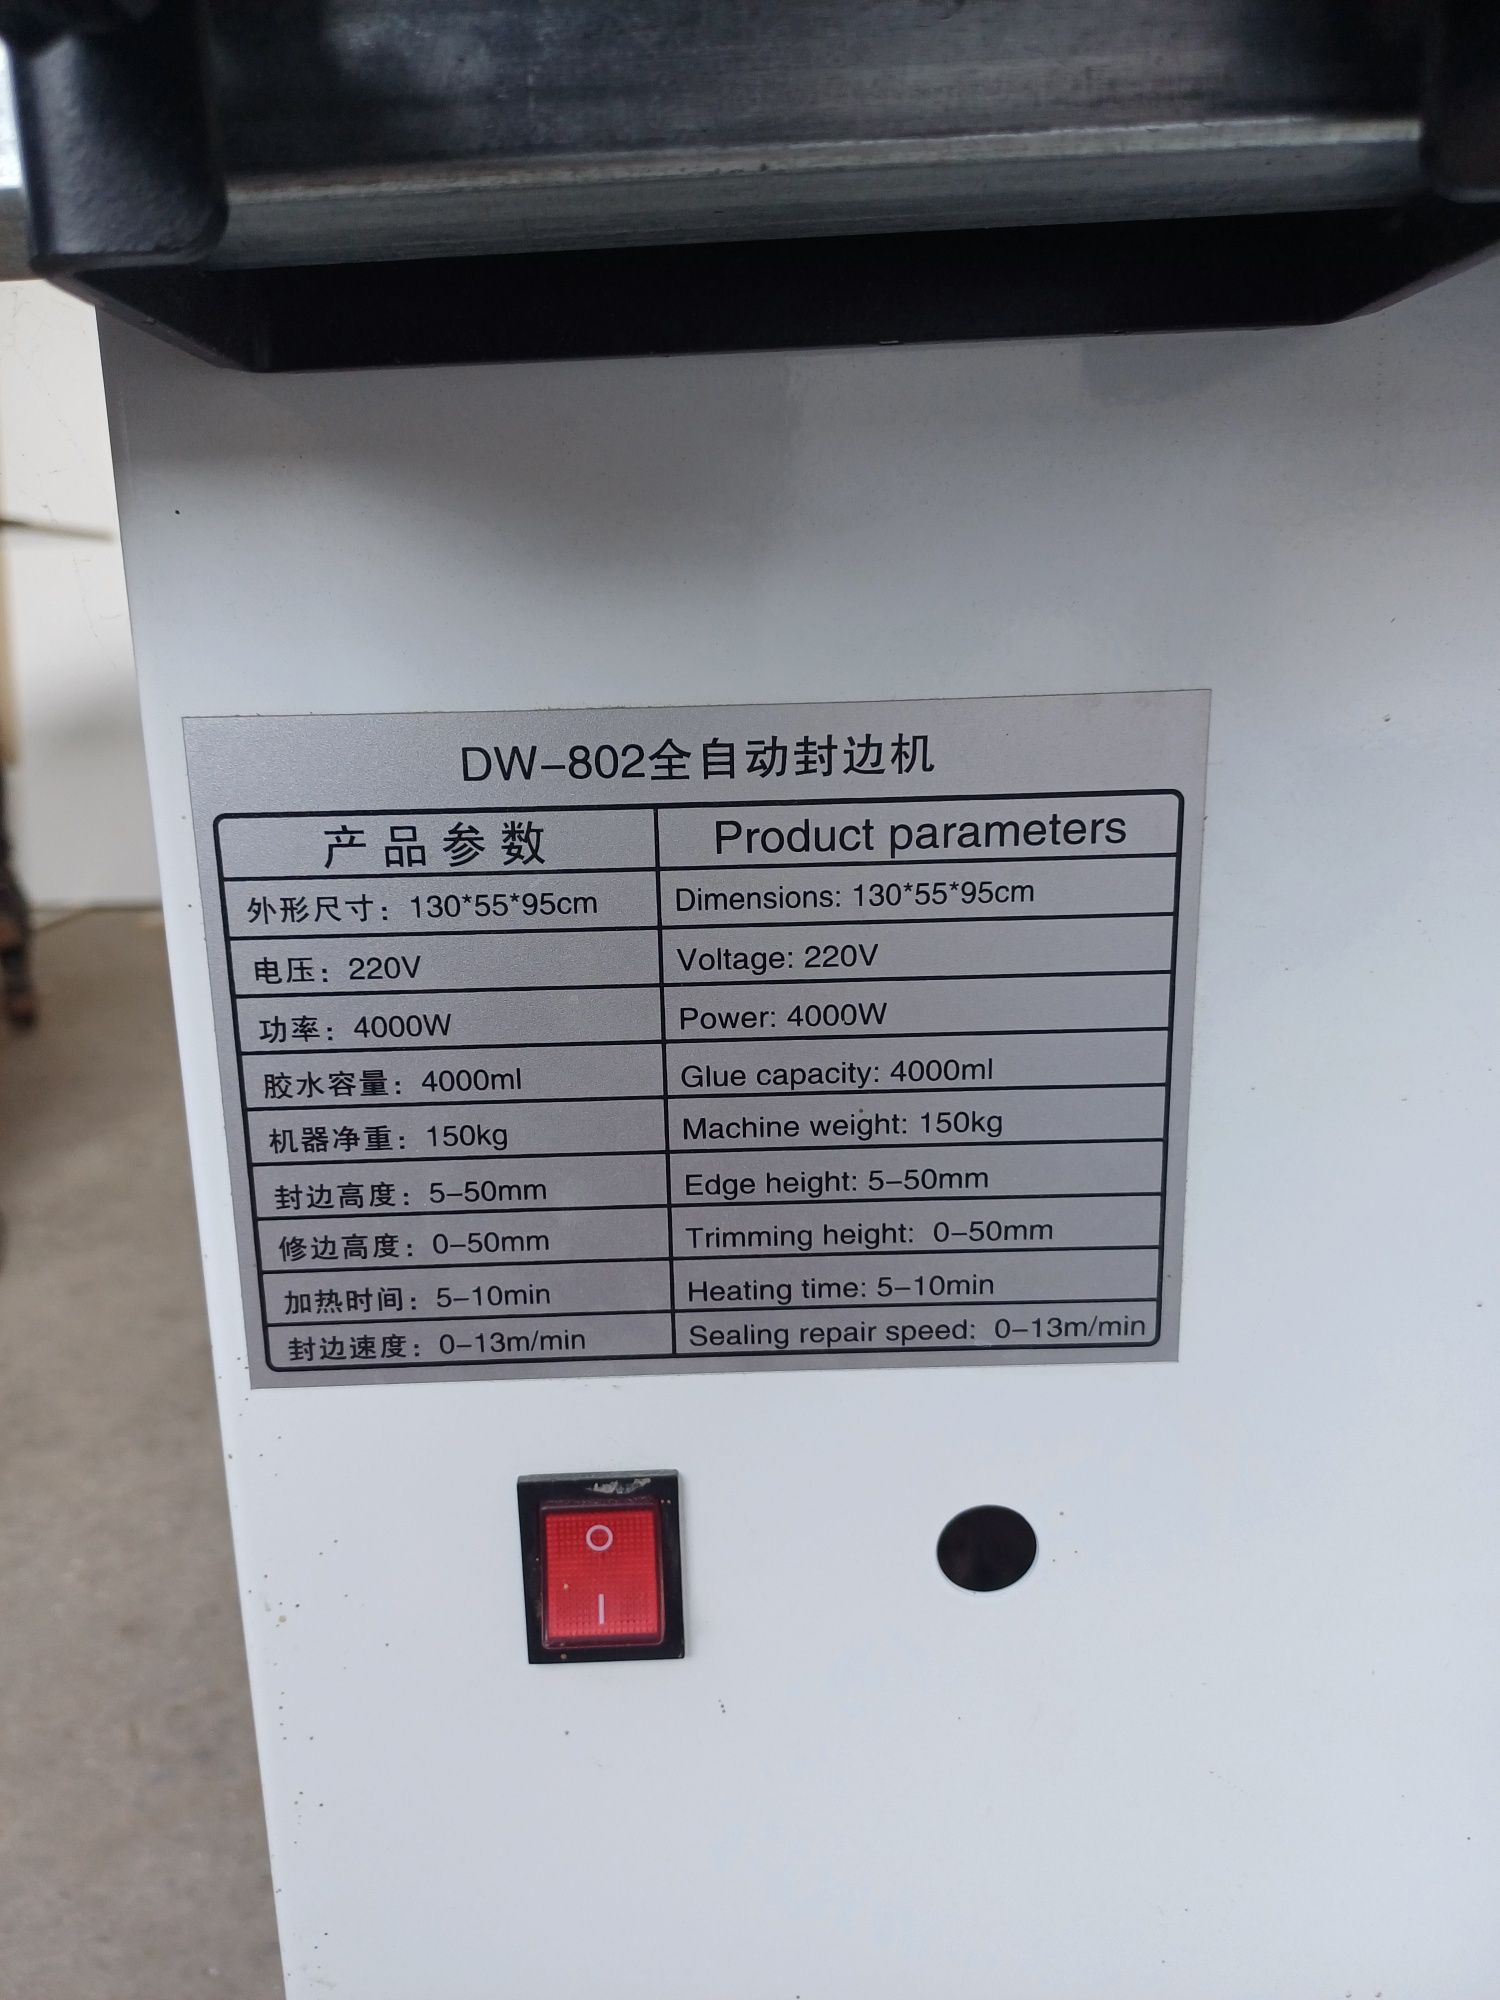 DW-802全自动封边机
产品参数 Product parameters
外形尺寸：130*55*95cm Dimensions: 130*55*95cm
电压：220V Voltage: 220V
功率：4000W Power: 4000W
胶水容量：4000ml Glue capacity: 4000ml
机器净重：150kg Machine weight: 150kg
封边高度：5-50mm Edge height: 5-50mm
修边高度：0-50mm Trimming height: 0-50mm
加热时间：5-10min Heating time: 5-10min
封边速度：0-13m/min Sealing repair speed: 0-13m/min